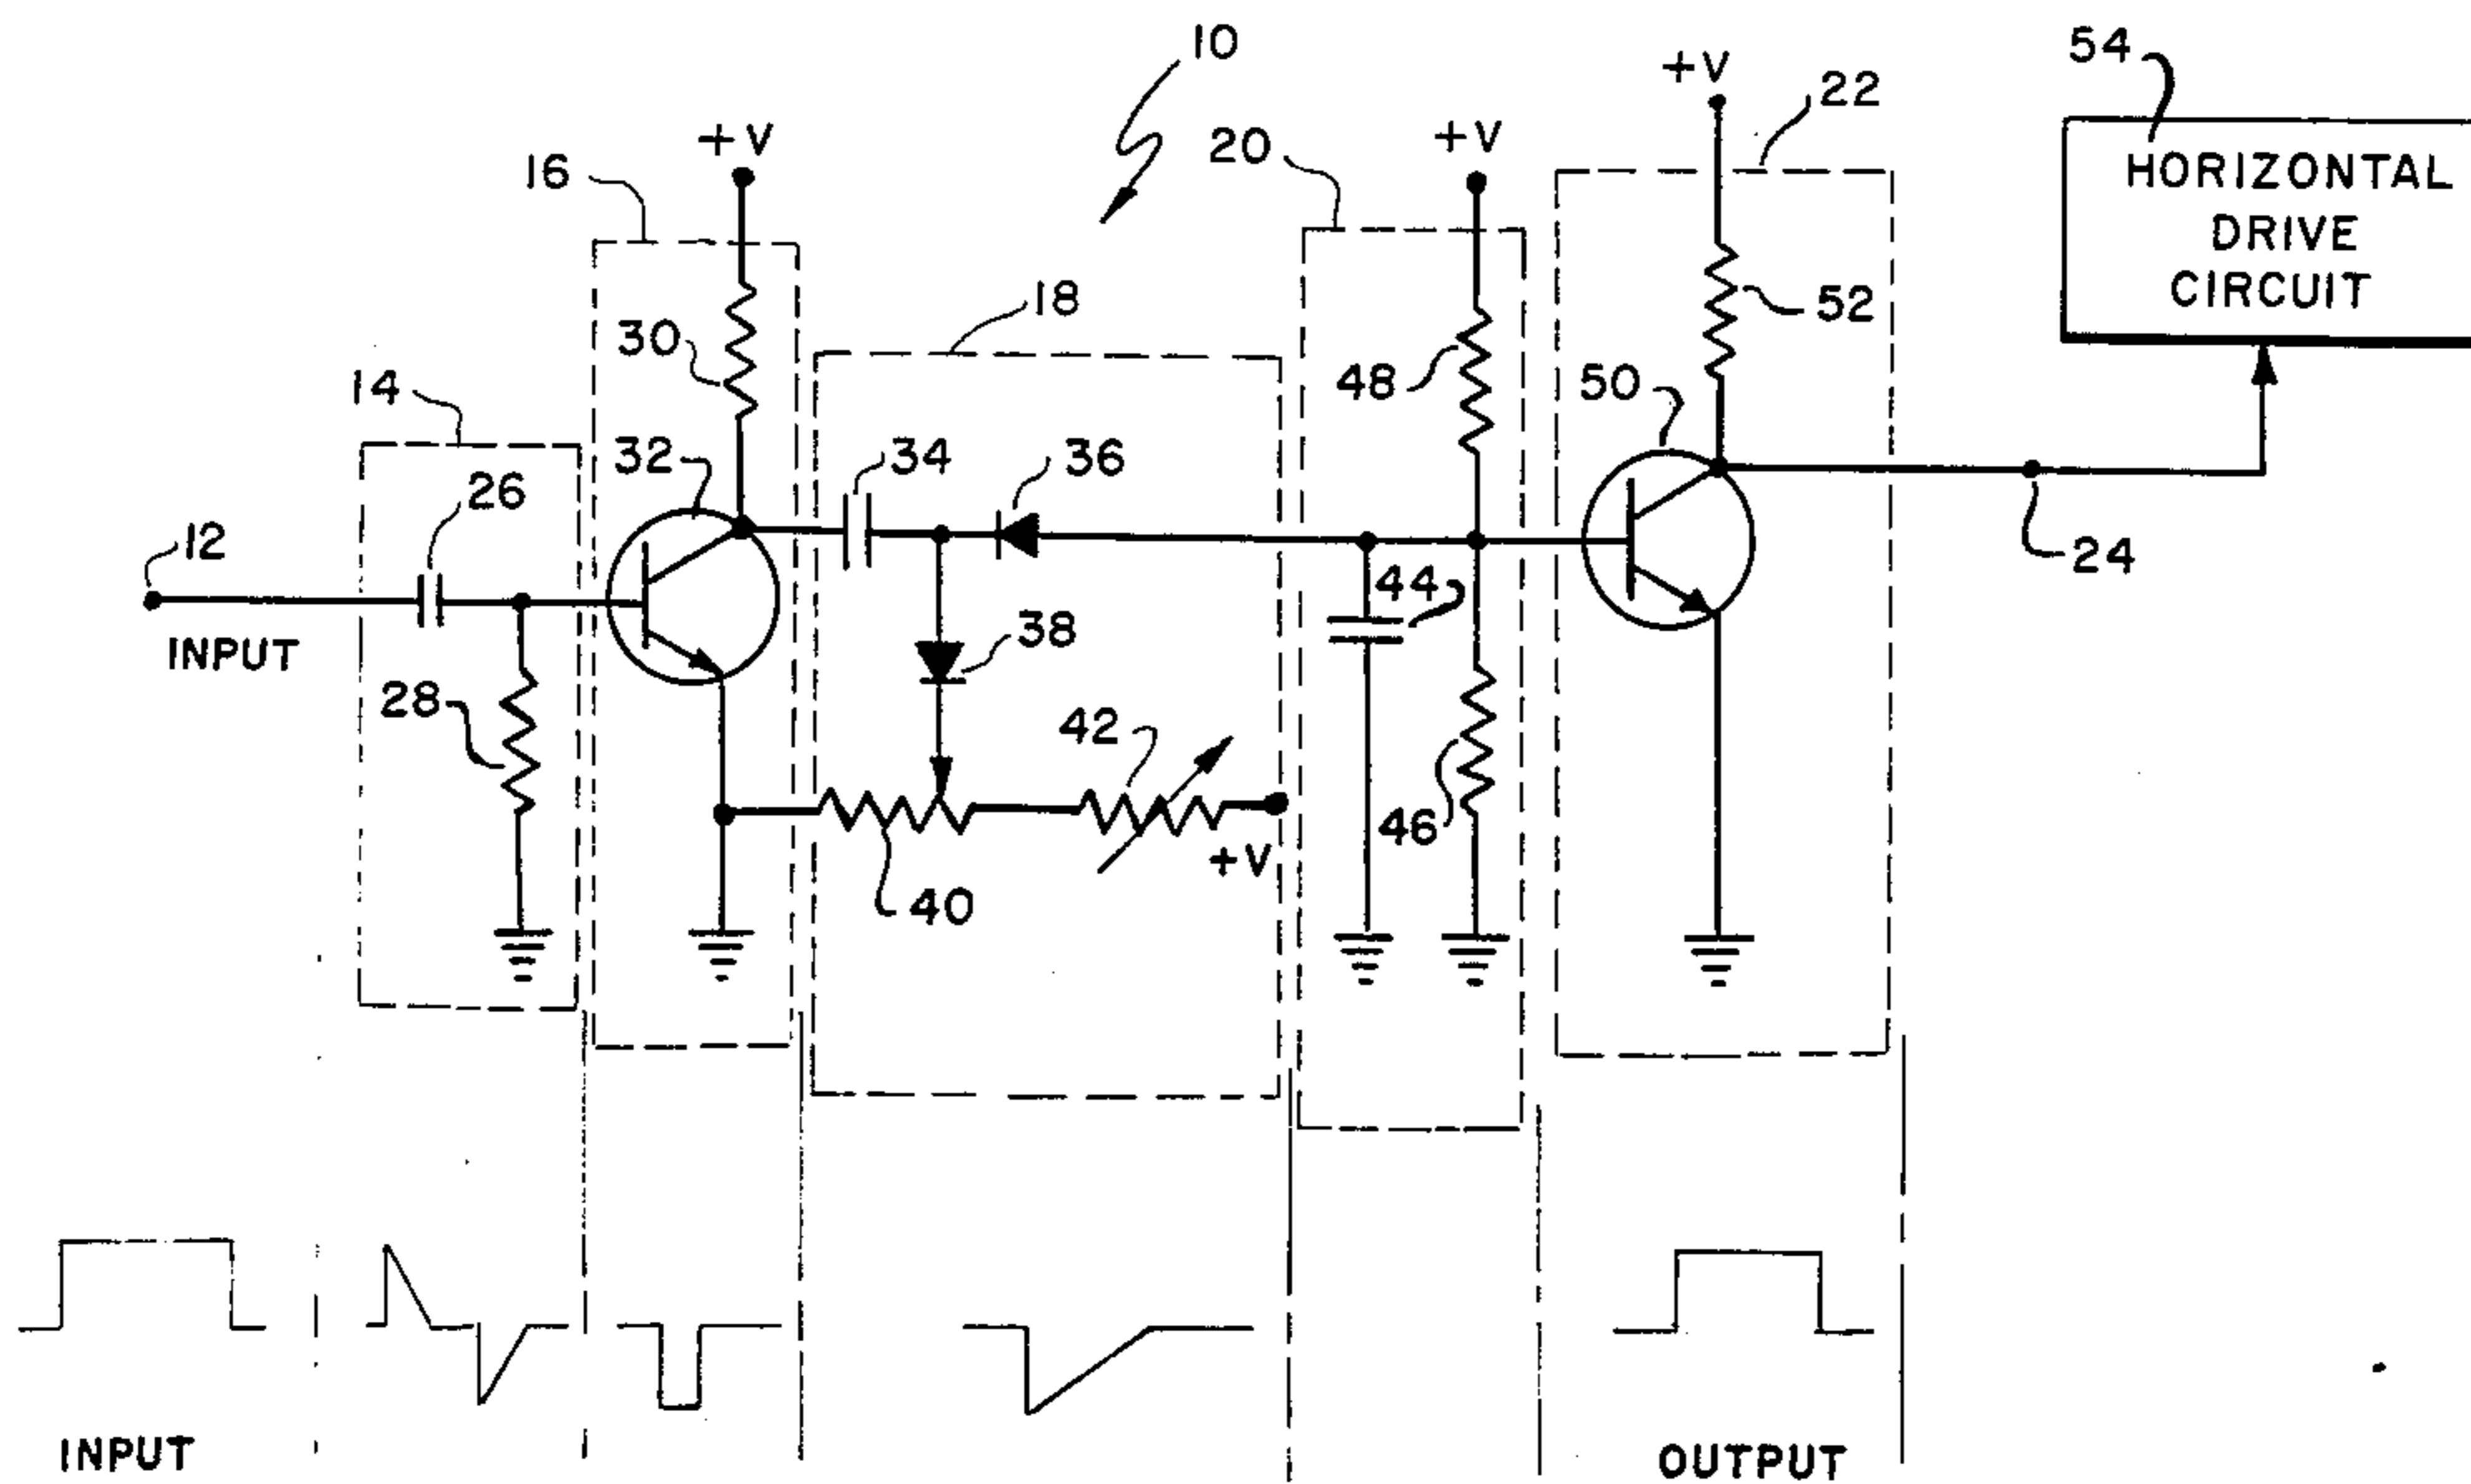 10
54
+V
22
HORIZONTAL
DRIVE
CIRCUIT
+V
20
+V
16
18
30
48
52
14
50
32
34
36
26
12
INPUT
44
24
38
28
42
46
+V
40
INPUT
OUTPUT